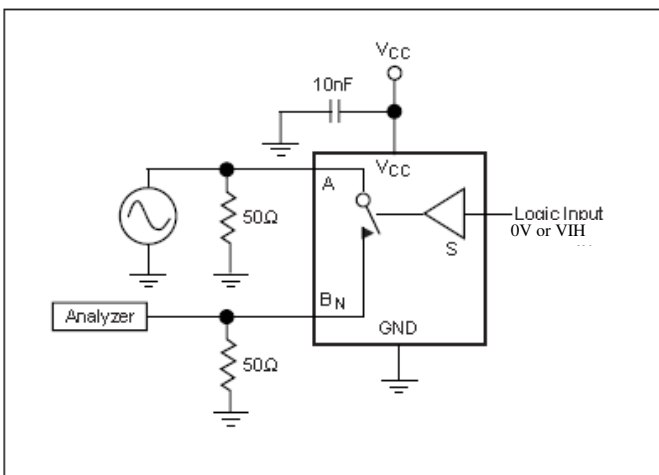 VCC
10nF
VCC
A
50Ω
Logic Input
0V or VIH
S
BN
Analyzer
GND
50Ω